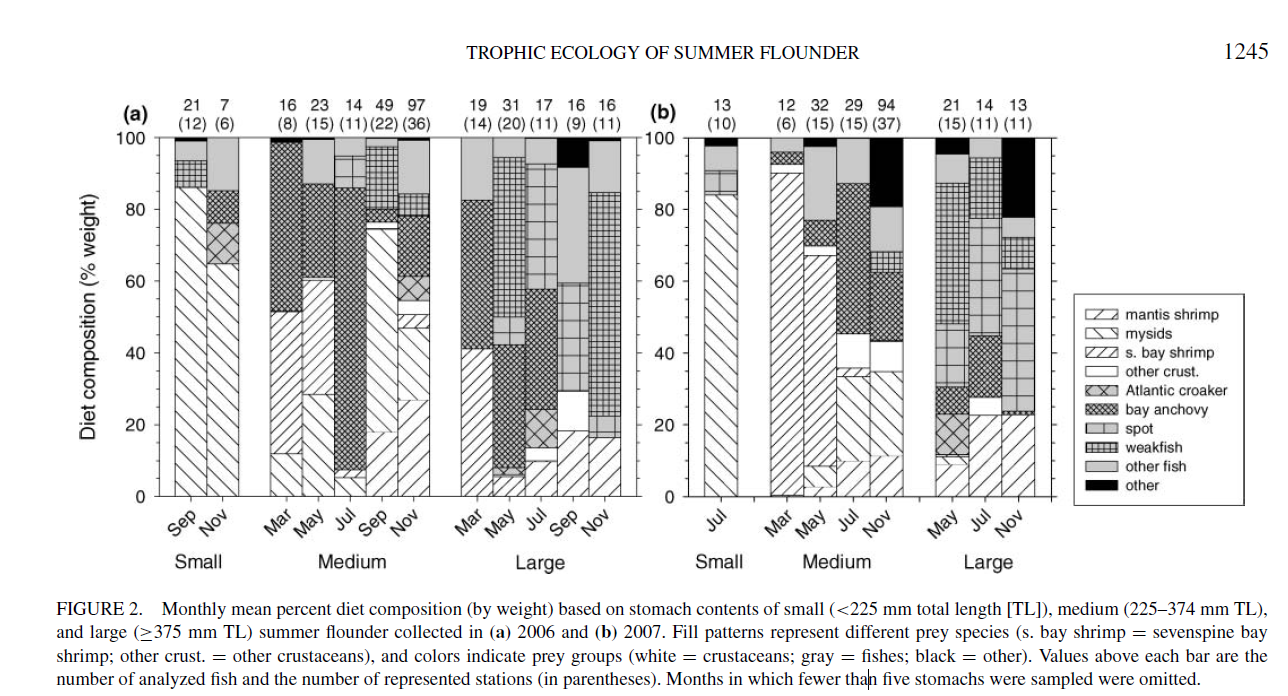 TROPHIC ECOLOGY OF SUMMER FLOUNDER 1245
(a) 21 7 16 23 14 49 97 19 31 17 16 16 (b) 13 12 32 29 94 21 14 13
(12) (6) (8) (15) (11) (22) (36) (14) (20) (11) (9) (11) (10) (6) (15) (15) (37) (15) (11) (11)
Diet composition (% weight)
100 100
80 80
60 60
40 40
20 20
0 0
mantis shrimp
mysids
s. bay shrimp
other crust.
Atlantic croaker
bay anchovy
spot
weakfish
other fish
other
Sep Nov Mar May Jul Sep Nov Mar May Jul Sep Nov Jul Mar May Jul Nov May Jul Nov
Small Medium Large Small Medium Large
FIGURE 2. Monthly mean percent diet composition (by weight) based on stomach contents of small (<225 mm total length [TL]), medium (225–374 mm TL),
and large (≥375 mm TL) summer flounder collected in (a) 2006 and (b) 2007. Fill patterns represent different prey species (s. bay shrimp = sevenspine bay
shrimp; other crust. = other crustaceans), and colors indicate prey groups (white = crustaceans; gray = fishes; black = other). Values above each bar are the
number of analyzed fish and the number of represented stations (in parentheses). Months in which fewer than five stomachs were sampled were omitted.